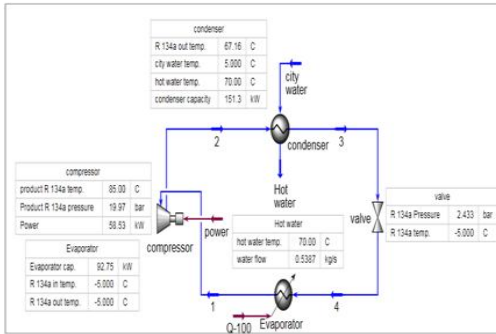 condenser
R 134a out temp. 67.16 C
city water temp. 5.000 C
hot water temp. 70.00 C
condenser capacity 151.3 kW
city
water
2
condenser
3
Hot
water
compressor
product R 134a temp. 85.00 C
Product R 134a pressure 19.97 bar
Power 58.53 kW
compressor
power
Hot water
hot water temp. 70.00 C
water flow 0.5387 kg/s
valve
valve
R 134a Pressure 2.433 bar
R 134a temp. -5.000 C
Evaporator
Evaporator cap. 92.75 kW
R 134a in temp. -5.000 C
R 134a out temp. -5.000 C
1
4
Q-100
Evaporator